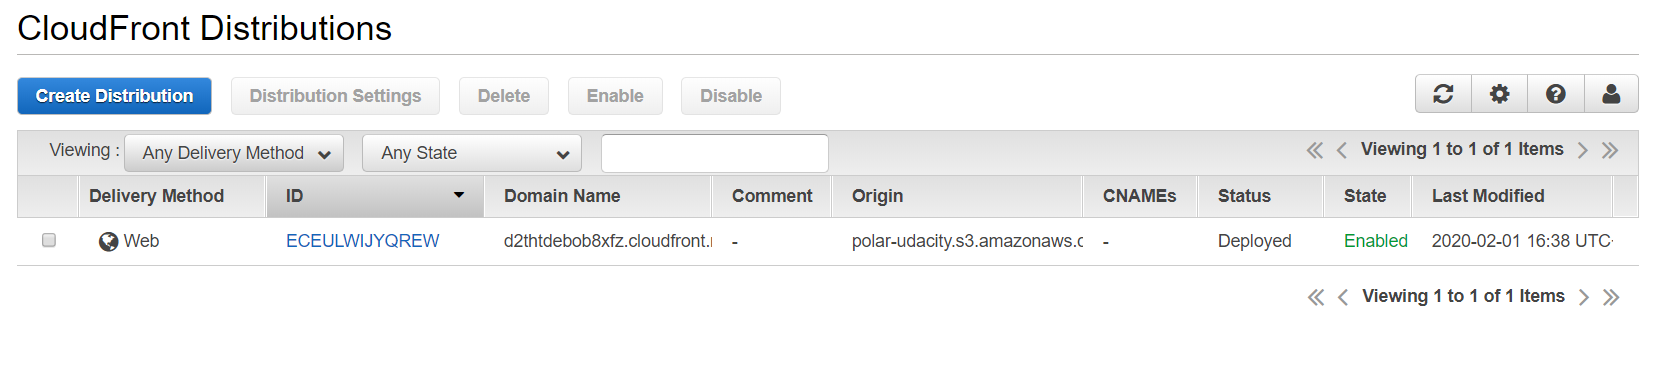 CloudFront Distributions
Create Distribution Distribution Settings Delete Enable Disable
Viewing : Any Delivery Method Any State Viewing 1 to 1 of 1 Items
Delivery Method ID Domain Name Comment Origin CNAMEs Status State Last Modified
Web ECEULWIJYQREW d2thtdebob8xfz.cloudfront. - polar-udacity.s3.amazonaws. - Deployed Enabled 2020-02-01 16:38 UTC
Viewing 1 to 1 of 1 Items